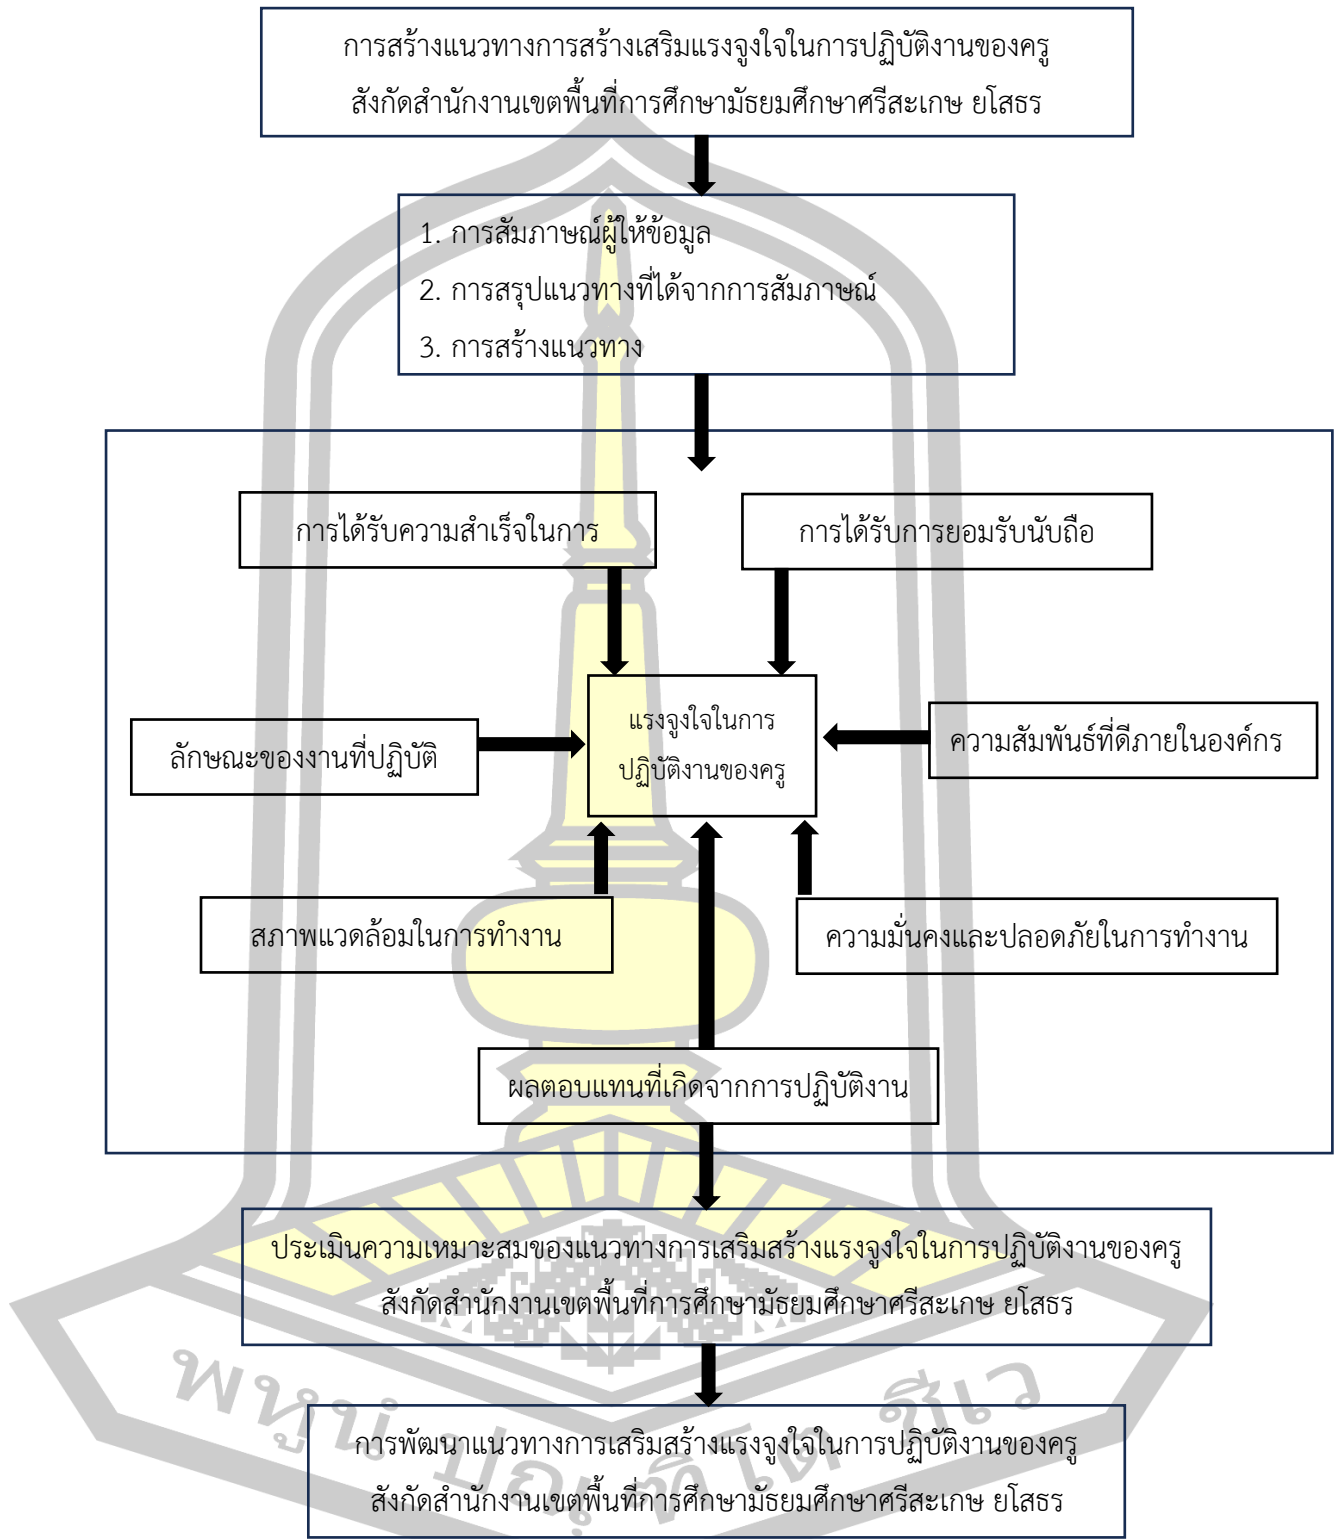 การสร้างแนวทางการสร้างเสริมแรงจูงใจในการปฏิบัติงานของครู
สังกัดสำนักงานเขตพื้นที่การศึกษามัธยมศึกษาศรีสะเกษ ยโสธร
1. การสัมภาษณ์ผู้ให้ข้อมูล
2. การสรุปแนวทางที่ได้จากการสัมภาษณ์
3. การสร้างแนวทาง
การได้รับความสำเร็จในการ
การได้รับการยอมรับนับถือ
แรงจูงใจในการ
ปฏิบัติงานของครู
ลักษณะของงานที่ปฏิบัติ
ความสัมพันธ์ที่ดีภายในองค์กร
สภาพแวดล้อมในการทำงาน
ความมั่นคงและปลอดภัยในการทำงาน
ผลตอบแทนที่เกิดจากการปฏิบัติงาน
ประเมินความเหมาะสมของแนวทางการเสริมสร้างแรงจูงใจในการปฏิบัติงานของครู
สังกัดสำนักงานเขตพื้นที่การศึกษามัธยมศึกษาศรีสะเกษ ยโสธร
การพัฒนาแนวทางการเสริมสร้างแรงจูงใจในการปฏิบัติงานของครู
สังกัดสำนักงานเขตพื้นที่การศึกษามัธยมศึกษาศรีสะเกษ ยโสธร
พหูนํ ปณฺฑิโต ชีเว